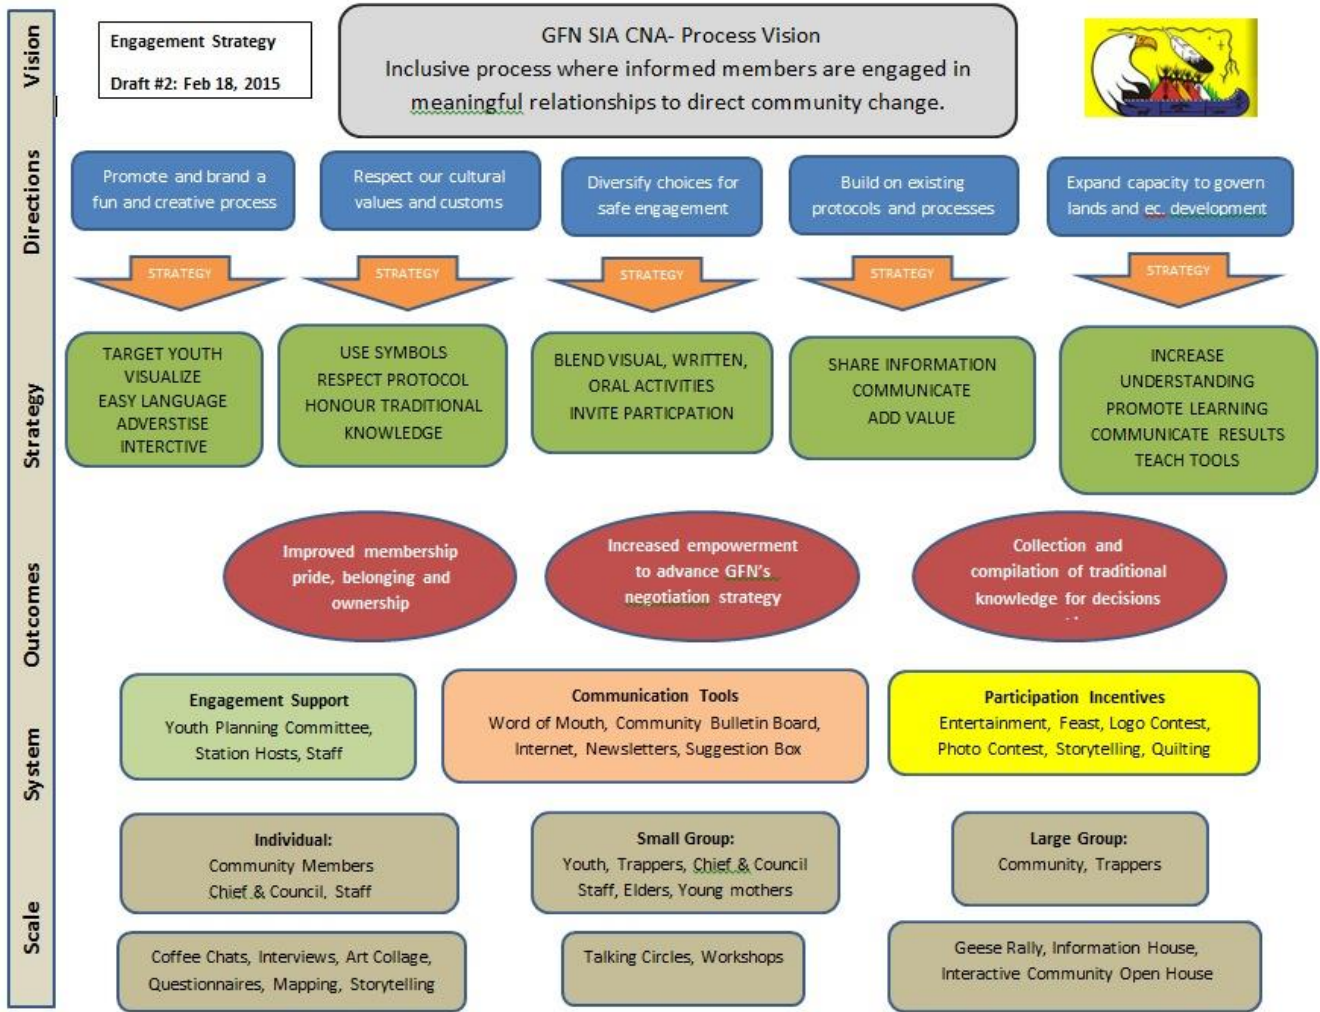 Vision
Engagement Strategy
Draft #2: Feb 18, 2015
GFN SIA CNA- Process Vision
Inclusive process where informed members are engaged in
meaningful relationships to direct community change.
Directions
Promote and brand a
fun and creative process
Respect our cultural
values and customs
Diversify choices for
safe engagement
Build on existing
protocols and processes
Expand capacity to govern
lands and ec. development
STRATEGY
STRATEGY
STRATEGY
STRATEGY
STRATEGY
Strategy
TARGET YOUTH
VISUALIZE
EASY LANGUAGE
ADVERSTISE
INTERCTIVE
USE SYMBOLS
RESPECT PROTOCOL
HONOUR TRADITIONAL
KNOWLEDGE
BLEND VISUAL, WRITTEN,
ORAL ACTIVITIES
INVITE PARTICPATION
SHARE INFORMATION
COMMUNICATE
ADD VALUE
INCREASE
UNDERSTANDING
PROMOTE LEARNING
COMMUNICATE RESULTS
TEACH TOOLS
Outcomes
Improved membership
pride, belonging and
ownership
Increased empowerment
to advance GFN's
negotiation strategy
Collection and
compilation of traditional
knowledge for decisions
System
Engagement Support
Youth Planning Committee,
Station Hosts, Staff
Communication Tools
Word of Mouth, Community Bulletin Board,
Internet, Newsletters, Suggestion Box
Participation Incentives
Entertainment, Feast, Logo Contest,
Photo Contest, Storytelling, Quilting
Scale
Individual:
Community Members
Chief & Council, Staff
Small Group:
Youth, Trappers, Chief & Council
Staff, Elders, Young mothers
Large Group:
Community, Trappers
Coffee Chats, Interviews, Art Collage,
Questionnaires, Mapping, Storytelling
Talking Circles, Workshops
Geese Rally, Information House,
Interactive Community Open House